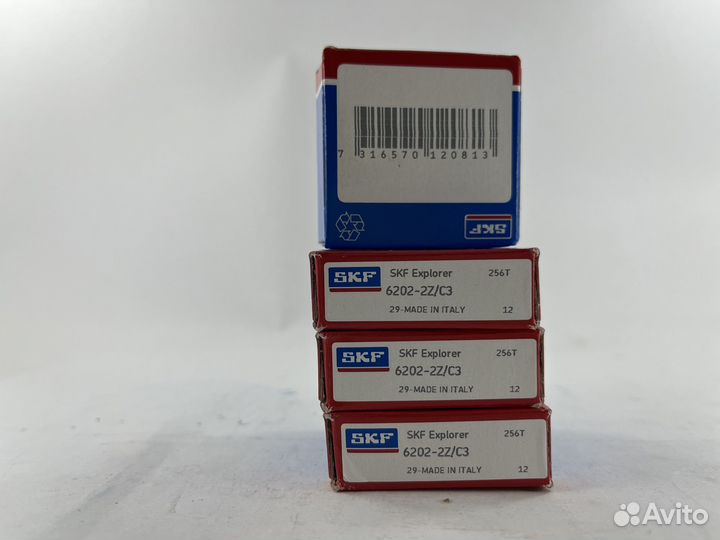 7 316570 120813
SKF
SKF
SKF Explorer
256T
6202-2Z/C3
29-MADE IN ITALY
12
SKF
SKF Explorer
256T
6202-2Z/C3
29-MADE IN ITALY
12
SKF
SKF Explorer
256T
6202-2Z/C3
29-MADE IN ITALY
12
Avito